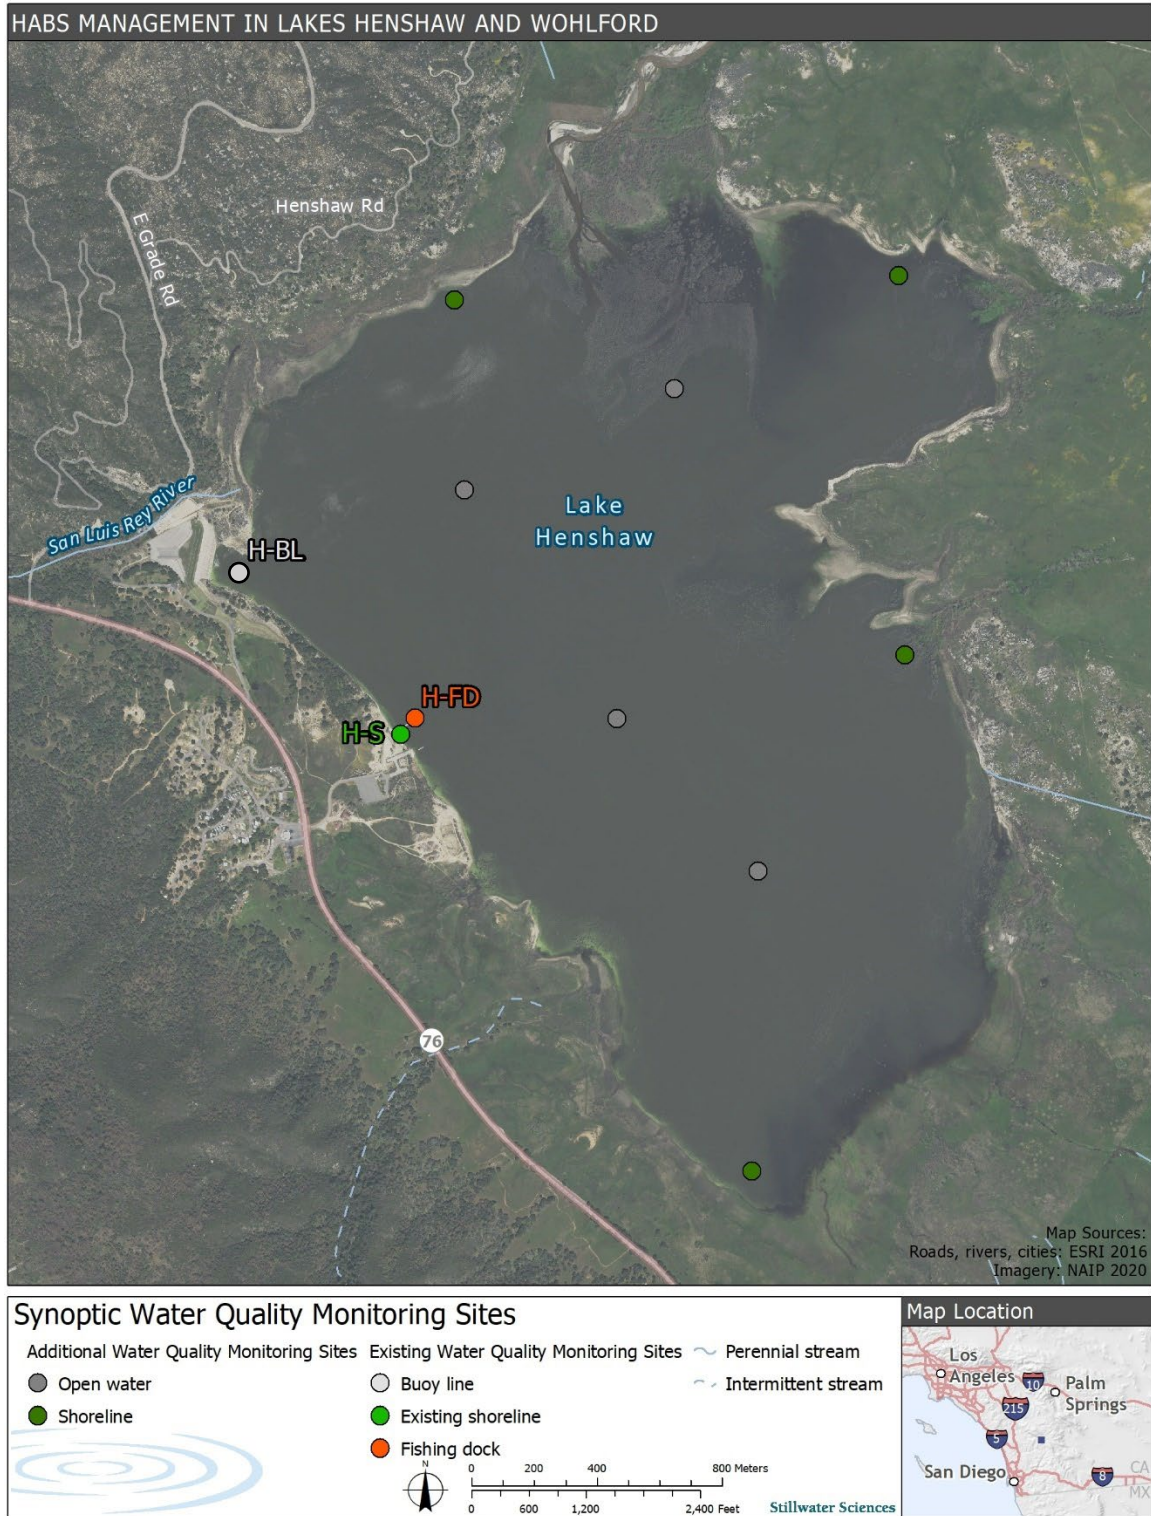 HABS MANAGEMENT IN LAKES HENSHAW AND WOHLFORD
Henshaw Rd
E Grade Rd
San Luis Rey River
Lake
Henshaw
H-BL
H-FD
H-S
76
Map Sources:
Roads, rivers, cities: ESRI 2016
Imagery: NAIP 2020
Synoptic Water Quality Monitoring Sites
Additional Water Quality Monitoring Sites
Open water
Shoreline
Existing Water Quality Monitoring Sites
Buoy line
Existing shoreline
Fishing dock
Perennial stream
Intermittent stream
N
0 200 400 800 Meters
0 600 1,200 2,400 Feet
Stillwater Sciences
Map Location
Los
Angeles
10
Palm
Springs
215
5
San Diego
8
CA
MX